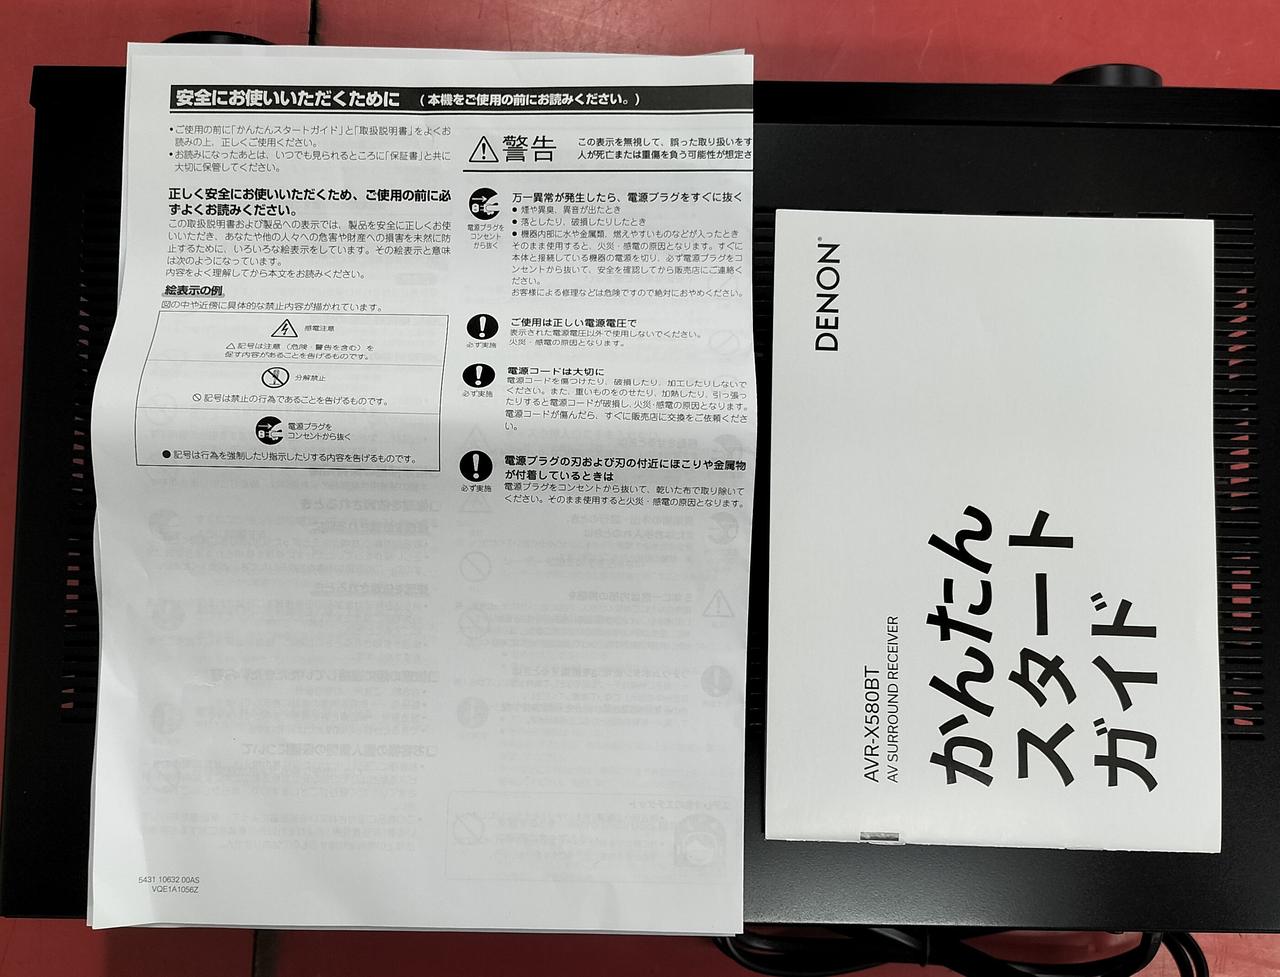 安全にお使いいただくために （本機をご使用の前にお読みください。）
•ご使用の前に「かんたんスタートガイド」と「取扱説明書」をよくお
読みの上、正しくご使用ください。
•お読みになったあとは、いつでも見られるところに「保証書」と共に
大切に保管してください。
正しく安全にお使いいただくため、ご使用の前に必
ずよくお読みください。
この取扱説明書および製品への表示では、製品を安全に正しくお使
いいただき、あなたや他の人々への危害や財産への損害を未然に防
止するために、いろいろな絵表示をしています。その絵表示と意味
は次のようになっています。
内容をよく理解してから本文をお読みください。
絵表示の例
図の中や近傍に具体的な禁止内容が描かれています。
感電注意
△記号は注意（危険・警告を含む）を
促す内容があることを告げるものです。
分解禁止
記号は禁止の行為であることを告げるものです。
電源プラグを
コンセントから抜く
●記号は行為を強制したり指示したりする内容を告げるものです。
5431 10632 00AS
VQE1A1056Z
警告
この表示を無視して、誤った取り扱いをす
人が死亡または重傷を負う可能性が想定さ
電源プラグを
コンセント
から抜く
万一異常が発生したら、電源プラグをすぐに抜く
● 煙や異臭、異音が出たとき
● 落としたり、破損したりしたとき
● 機器内部に水や金属類、燃えやすいものなどが入ったとき
そのまま使用すると、火災・感電の原因となります。すぐに
本体と接続している機器の電源を切り、必ず電源プラグをコ
ンセントから抜いて、安全を確認してから販売店にご連絡く
ださい。
お客様による修理などは危険ですので絶対におやめください。
必ず実施
ご使用は正しい電源電圧で
表示された電源電圧以外で使用しないでください。
火災・感電の原因となります。
必ず実施
電源コードは大切に
電源コードを傷つけたり、破損したり、加工したりしないで
ください。また、重いものをのせたり、加熱したり、引っ張っ
たりすると電源コードが破損し、火災・感電の原因となります。
電源コードが傷んだら、すぐに販売店に交換をご依頼くださ
い。
必ず実施
電源プラグの刃および刃の付近にほこりや金属物
が付着しているときは
電源プラグをコンセントから抜いて、乾いた布で取り除いて
ください。そのまま使用すると火災・感電の原因となります。
DENON®
AVR-X580BT
AV SURROUND RECEIVER
かんたん
スタート
ガイド